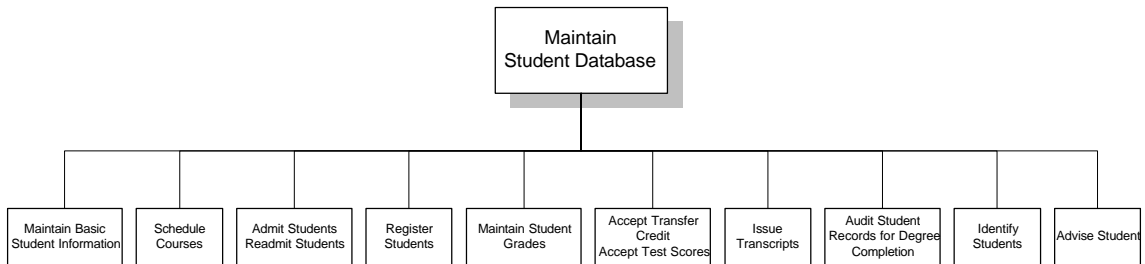 Maintain
Student Database
Maintain Basic
Student Information
Schedule
Courses
Admit Students
Readmit Students
Register
Students
Maintain Student
Grades
Accept Transfer
Credit
Accept Test Scores
Issue
Transcripts
Audit Student
Records for Degree
Completion
Identify
Students
Advise Student